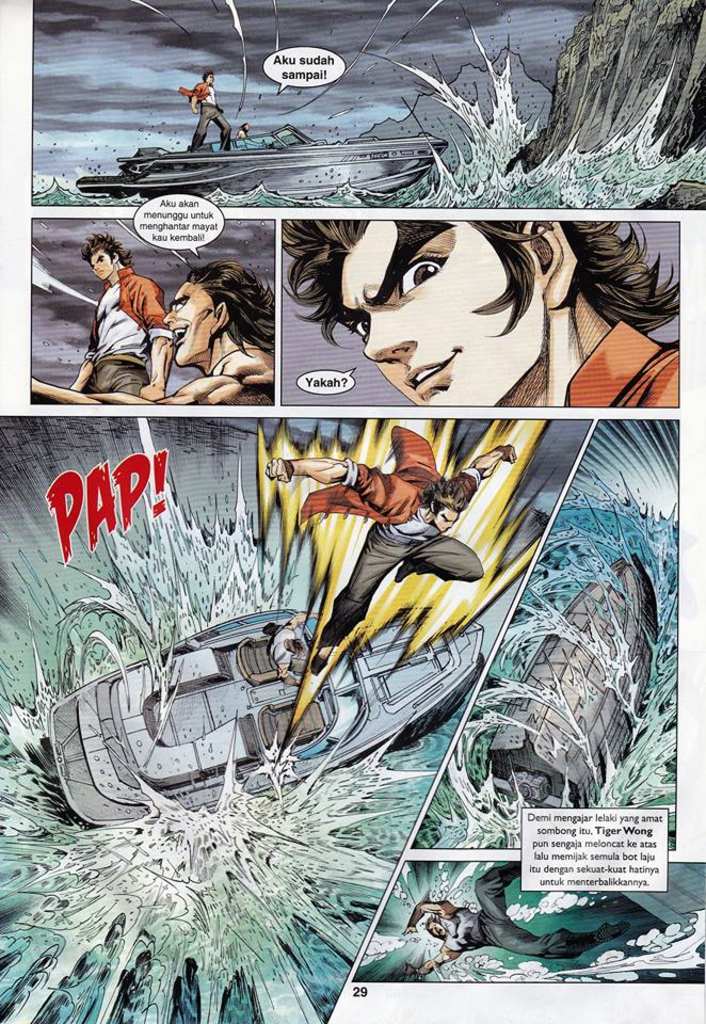 Aku sudah
sampai!
Aku akan
menunggu untuk
menghantar mayat
kau kembali!
Yakah?
PAP!
Demi mengajar lelaki yang amat
sombong itu, Tiger Wong
pun sengaja meloncat ke atas
lalu memijak semula bot laju
itu dengan sekuat-kuat hatinya
untuk menterbalikkannya.
29